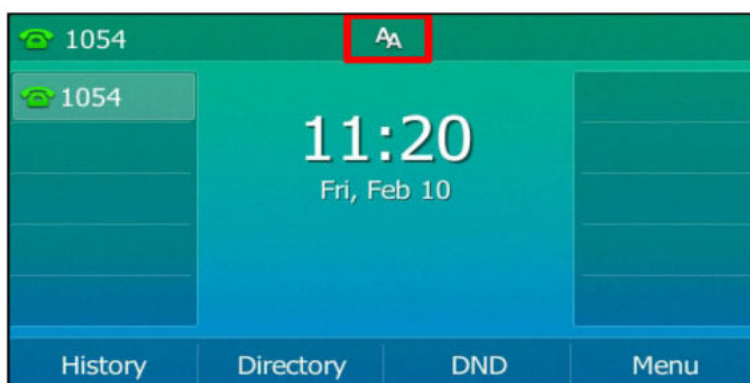 1054
AA
1054
11:20
Fri, Feb 10
History
Directory
DND
Menu